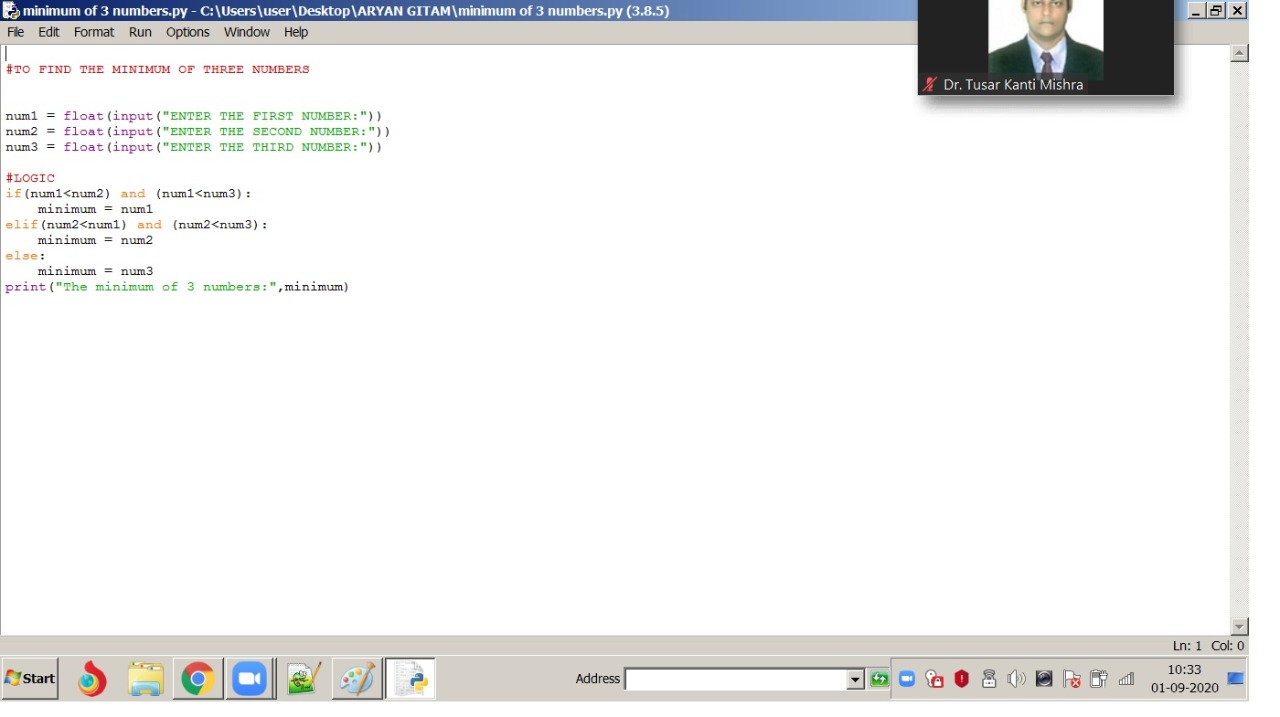 minimum of 3 numbers.py - C:\Users\user\Desktop\ARYAN GITAM\minimum of 3 numbers.py (3.8.5)
File Edit Format Run Options Window Help
Dr. Tusar Kanti Mishra
#TO FIND THE MINIMUM OF THREE NUMBERS
num1 = float(input("ENTER THE FIRST NUMBER:"))
num2 = float(input("ENTER THE SECOND NUMBER:"))
num3 = float(input("ENTER THE THIRD NUMBER:"))
#LOGIC
if(num1<num2) and (num1<num3):
    minimum = num1
elif(num2<num1) and (num2<num3):
    minimum = num2
else:
    minimum = num3
print("The minimum of 3 numbers:",minimum)
Ln: 1 Col: 0
Start
Address
10:33
01-09-2020